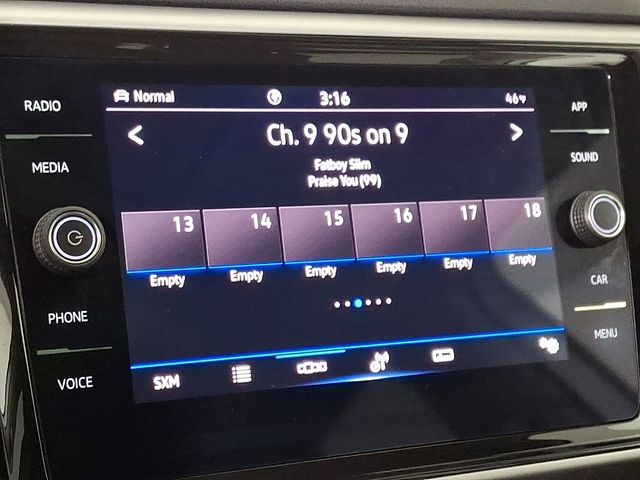 RADIO
MEDIA
PHONE
VOICE
Normal
3:16
46°F
Ch. 9 90s on 9
Fatboy Slim
Praise You (99)
13
14
15
16
17
18
Empty
Empty
Empty
Empty
Empty
Empty
SXM
APP
SOUND
CAR
MENU